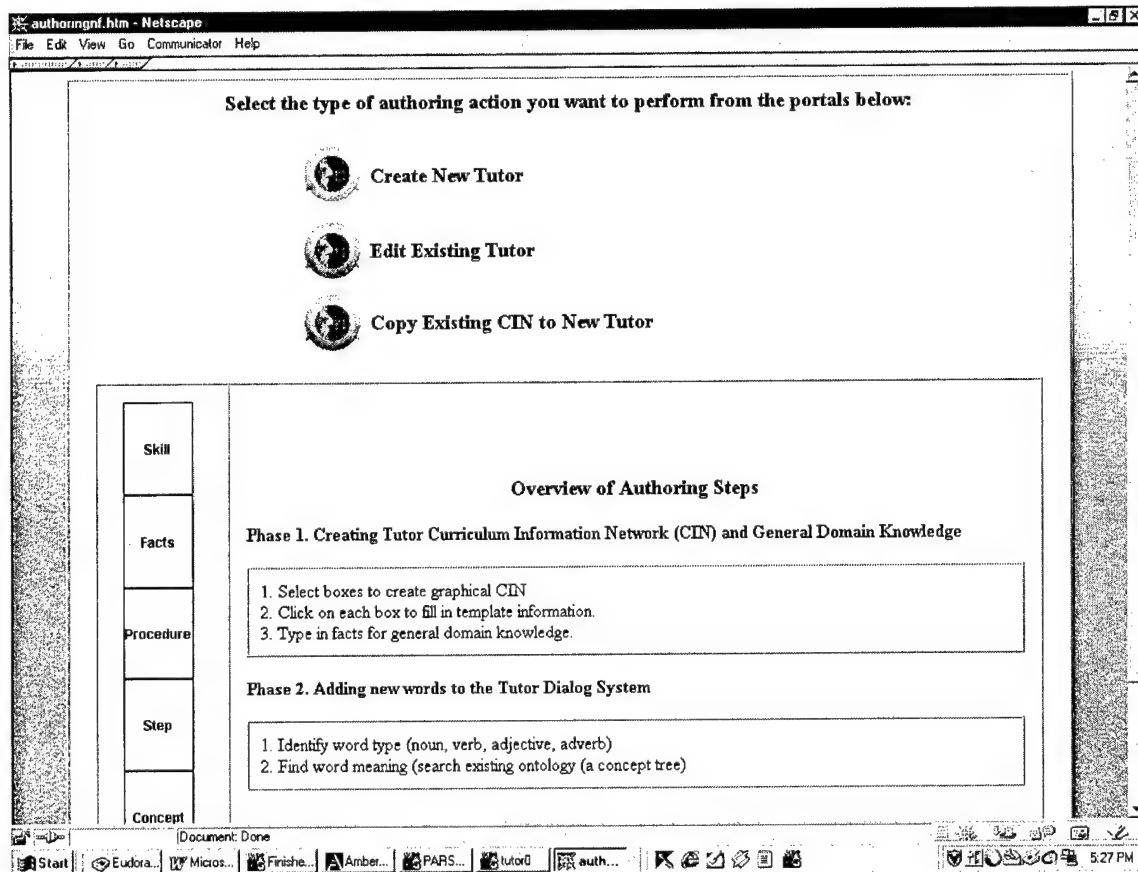 authoringnf.htm - Netscape
File Edit View Go Communicator Help
Select the type of authoring action you want to perform from the portals below:
Create New Tutor
Edit Existing Tutor
Copy Existing CIN to New Tutor
Skill
Facts
Procedure
Step
Concept
Overview of Authoring Steps
Phase 1. Creating Tutor Curriculum Information Network (CIN) and General Domain Knowledge
1. Select boxes to create graphical CIN
2. Click on each box to fill in template information.
3. Type in facts for general domain knowledge.
Phase 2. Adding new words to the Tutor Dialog System
1. Identify word type (noun, verb, adjective, adverb)
2. Find word meaning (search existing ontology (a concept tree)
Document: Done
Start Eudora... Micros... Finishe... Amber... PARS... tutor0 auth... 5:27 PM